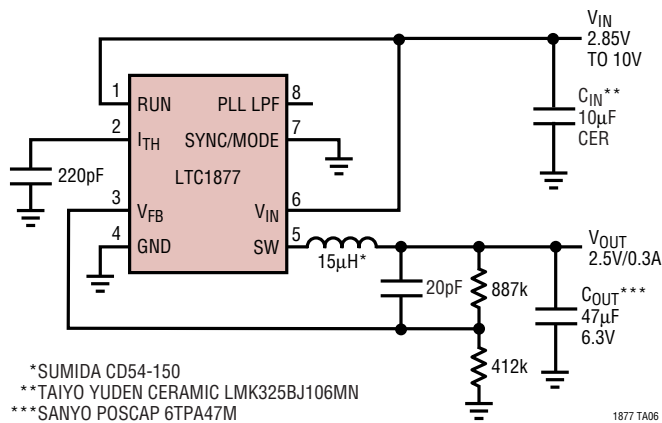 V_IN
2.85V
TO 10V
C_IN**
10µF
CER
1
RUN
PLL LPF
8
2
I_TH
SYNC/MODE
7
220pF
LTC1877
3
V_FB
V_IN
6
4
GND
SW
5
15µH*
V_OUT
2.5V/0.3A
20pF
887k
C_OUT***
47µF
6.3V
412k
*SUMIDA CD54-150
**TAIYO YUDEN CERAMIC LMK325BJ106MN
***SANYO POSCAP 6TPA47M
1877 TA06